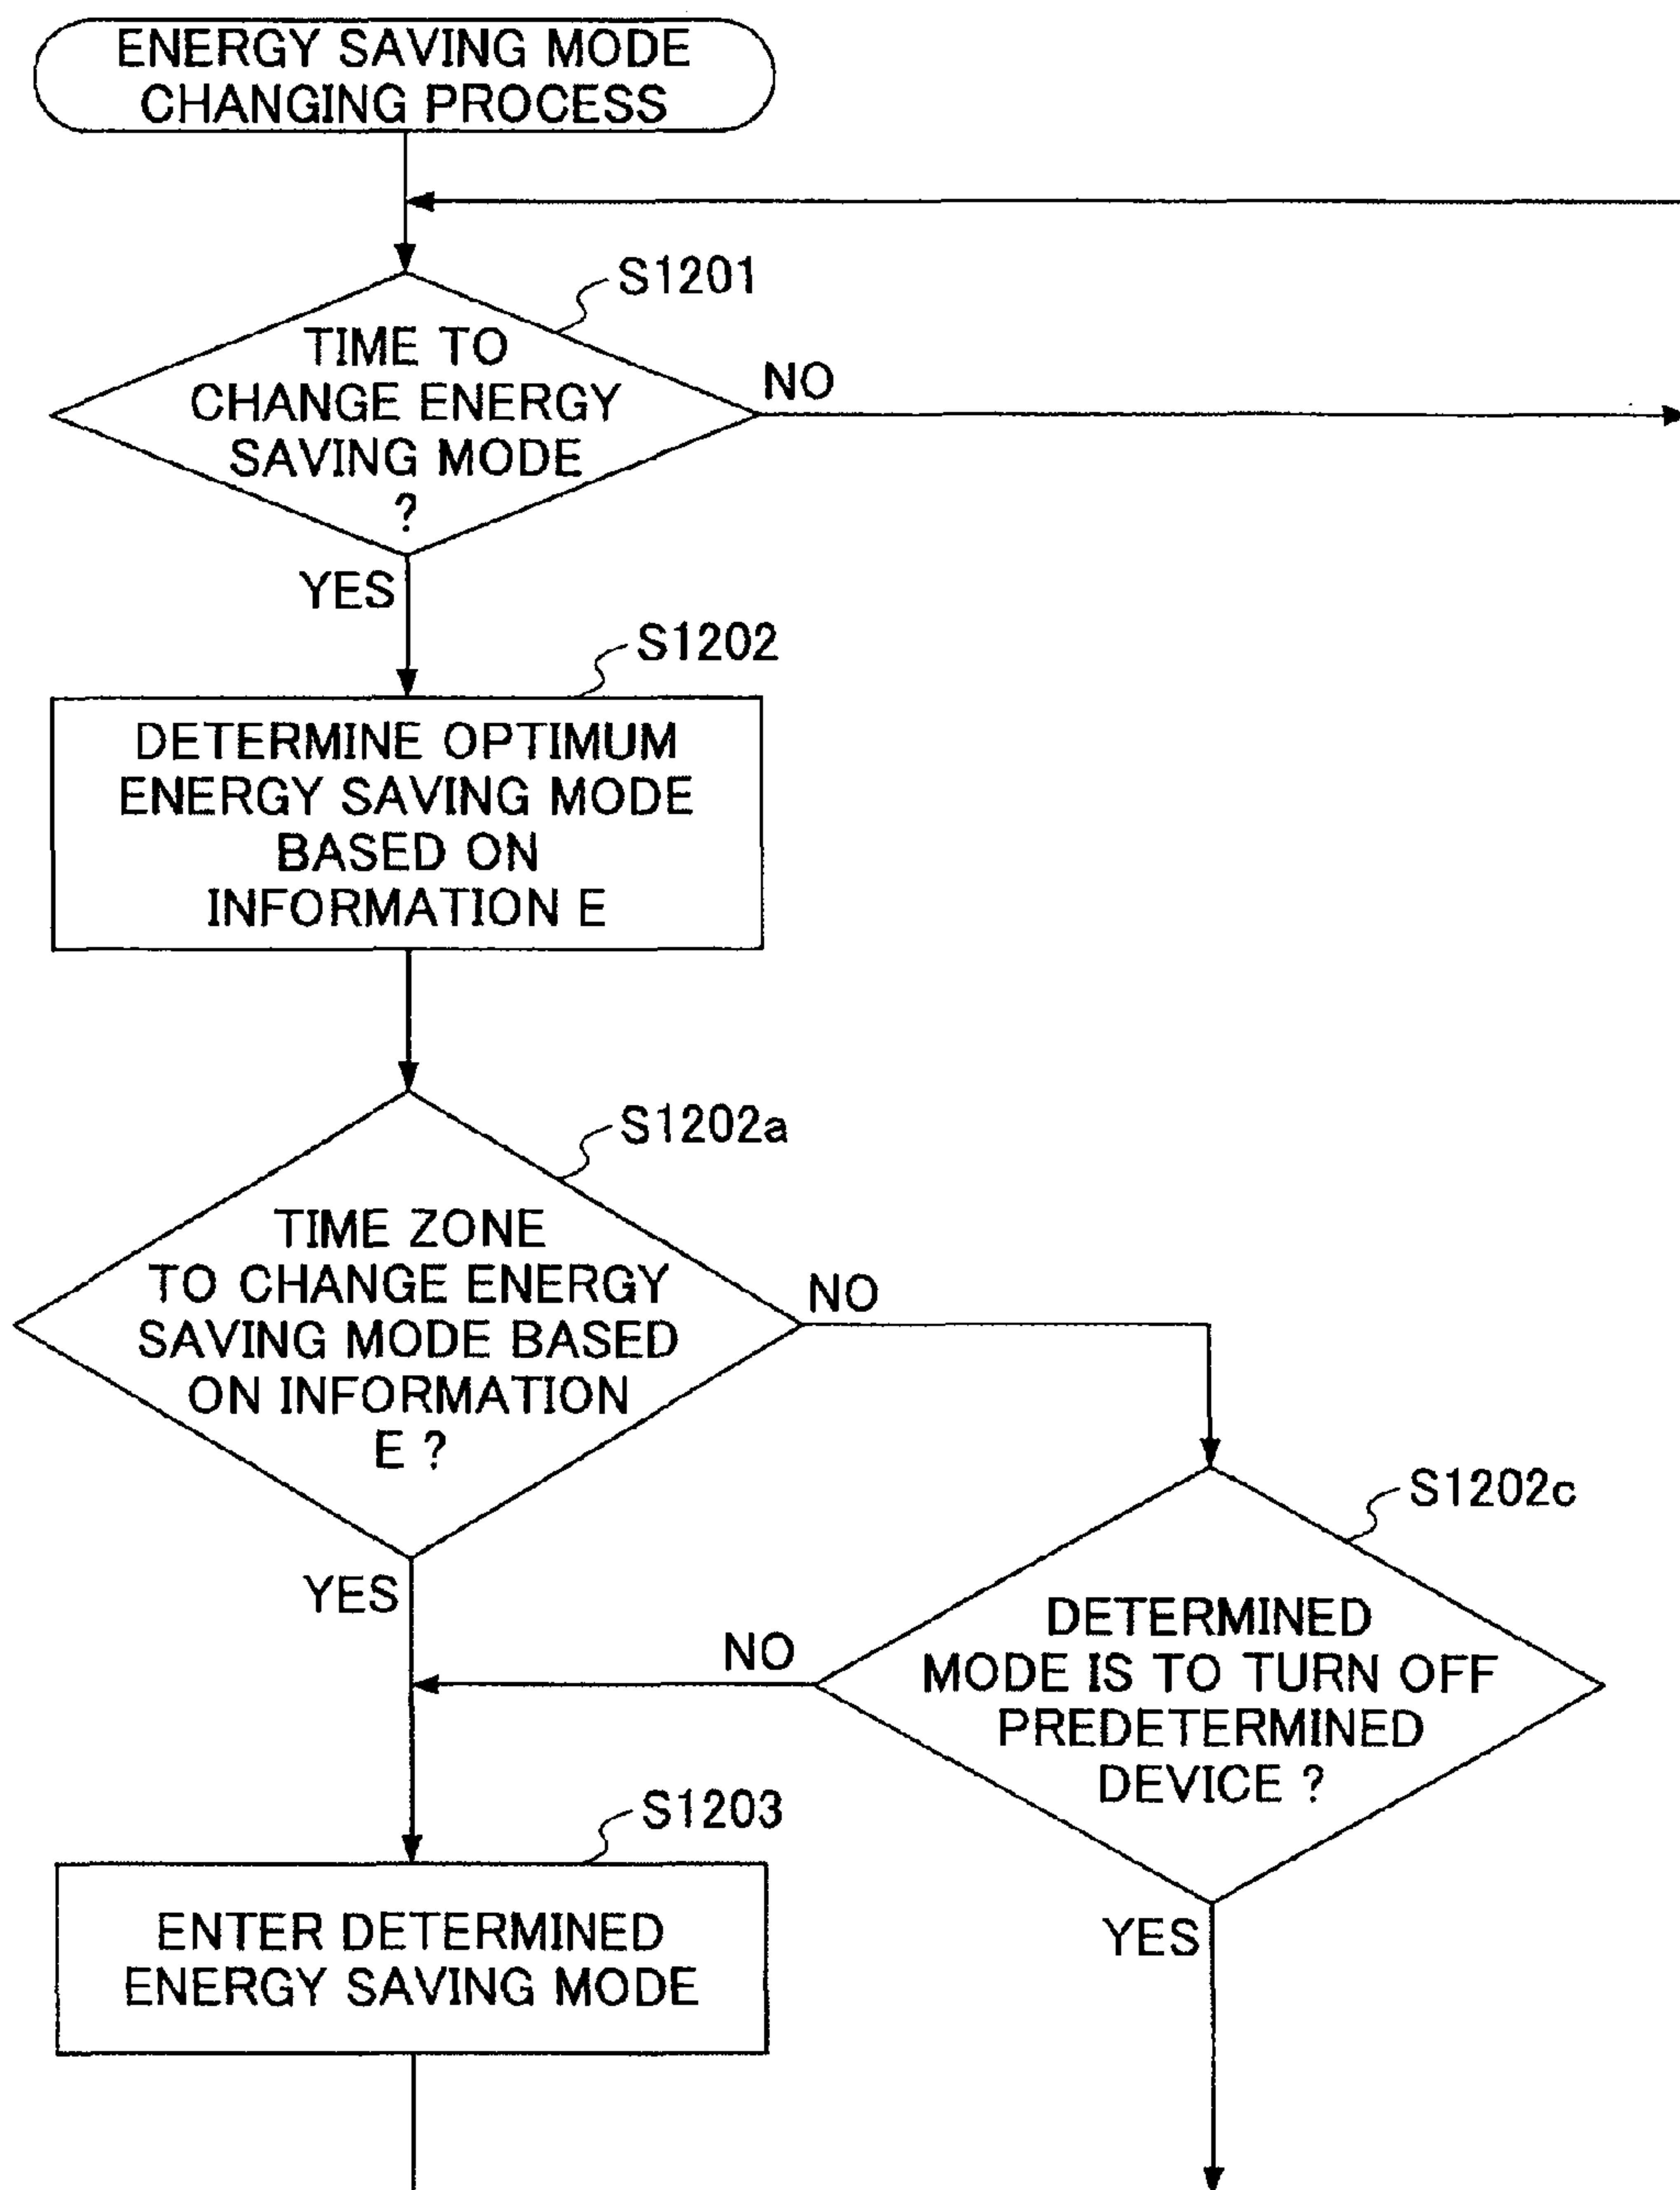 ENERGY SAVING MODE
CHANGING PROCESS
S1201
TIME TO
CHANGE ENERGY
SAVING MODE
?
NO
YES
S1202
DETERMINE OPTIMUM
ENERGY SAVING MODE
BASED ON
INFORMATION E
S1202a
TIME ZONE
TO CHANGE ENERGY
SAVING MODE BASED
ON INFORMATION
E ?
NO
YES
S1202c
DETERMINED
MODE IS TO TURN OFF
PREDETERMINED
DEVICE ?
NO
YES
S1203
ENTER DETERMINED
ENERGY SAVING MODE